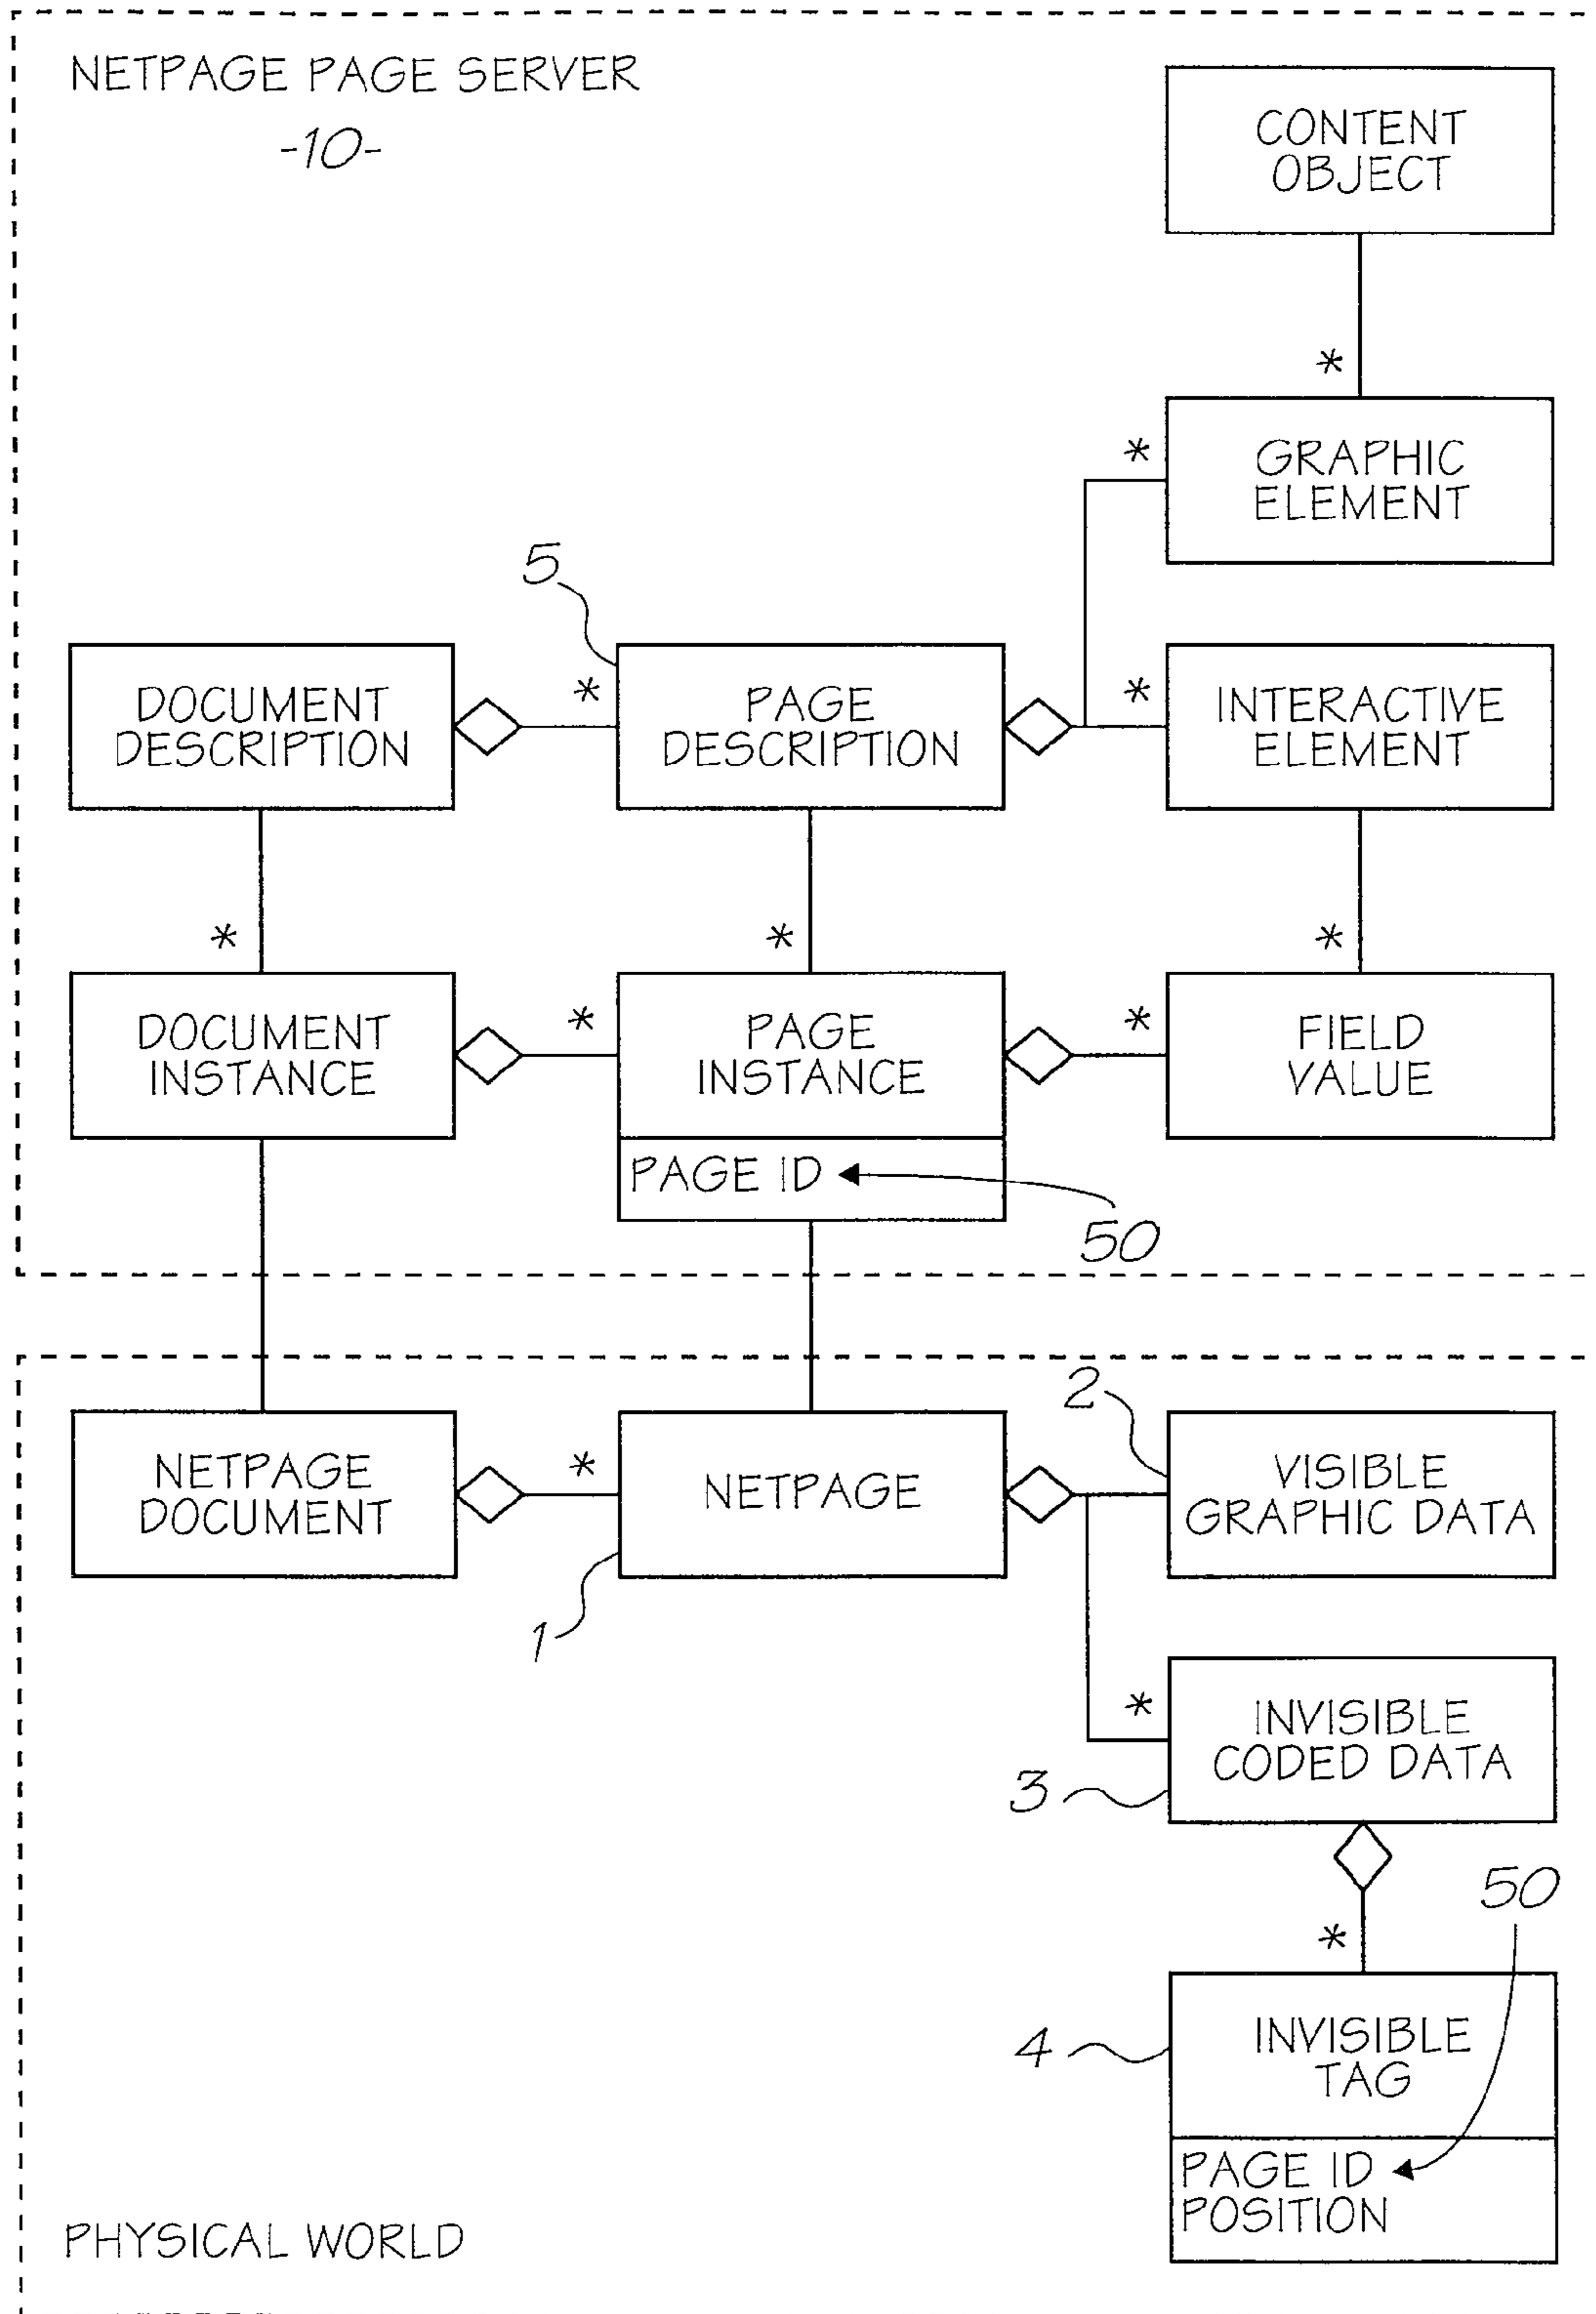 NETPAGE PAGE SERVER
-10-
CONTENT
OBJECT
*
*
GRAPHIC
ELEMENT
5
DOCUMENT
DESCRIPTION
*
PAGE
DESCRIPTION
*
INTERACTIVE
ELEMENT
*
*
*
DOCUMENT
INSTANCE
*
PAGE
INSTANCE
*
FIELD
VALUE
PAGE ID
50
NETPAGE
DOCUMENT
*
NETPAGE
1
2
VISIBLE
GRAPHIC DATA
*
INVISIBLE
CODED DATA
3
50
*
4
INVISIBLE
TAG
PAGE ID
POSITION
PHYSICAL WORLD